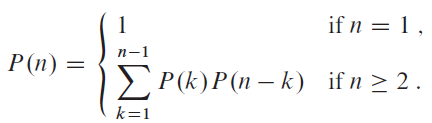 P(n) = { 1 if n = 1 ,
∑_{k=1}^{n−1} P(k)P(n − k) if n ≥ 2 .